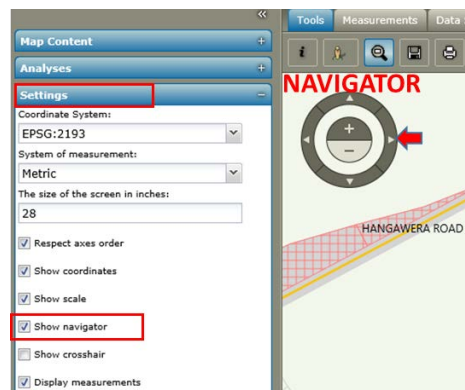 «
Map Content +
Analyses +
Settings −
Coordinate System:
EPSG:2193
System of measurement:
Metric
The size of the screen in inches:
28
Respect axes order
Show coordinates
Show scale
Show navigator
Show crosshair
Display measurements
Tools Measurements Data
i
NAVIGATOR
+
−
HANGAWERA ROAD